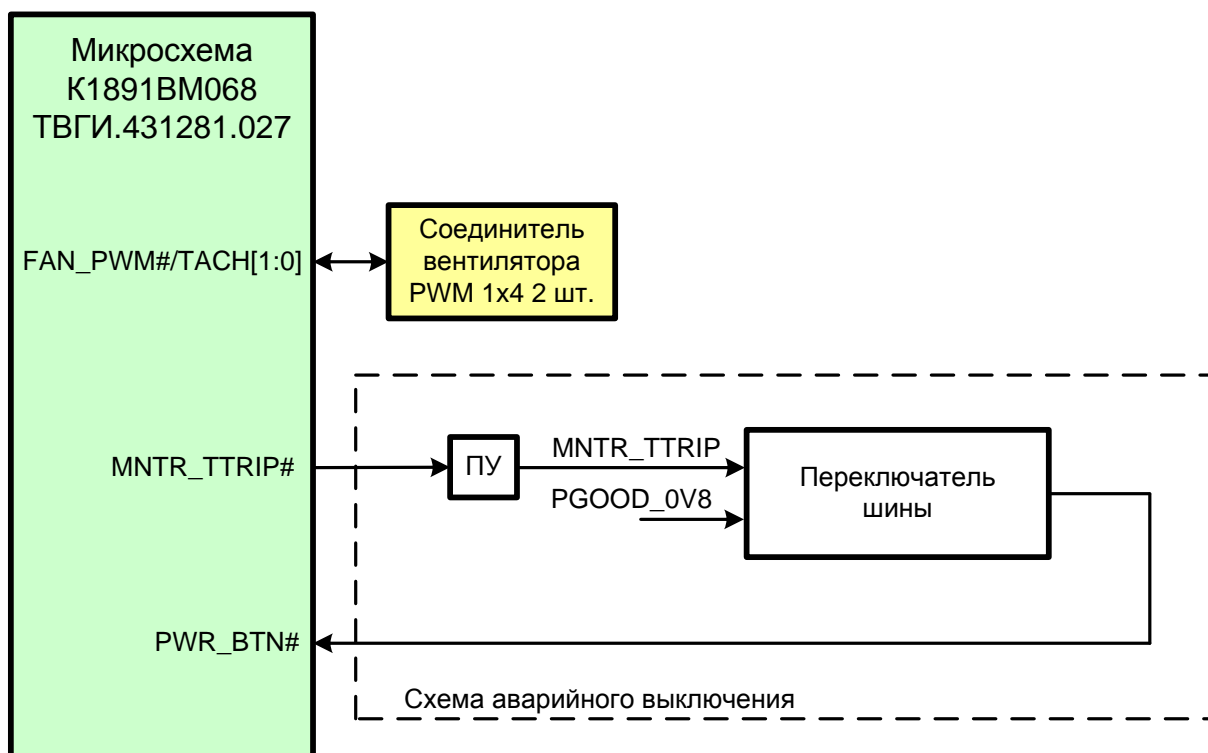 Микросхема
К1891ВМ068
ТВГИ.431281.027
FAN_PWM#/TACH[1:0]
Соединитель
вентилятора
PWM 1x4 2 шт.
MNTR_TTRIP#
ПУ
MNTR_TTRIP
PGOOD_0V8
Переключатель
шины
PWR_BTN#
Схема аварийного выключения